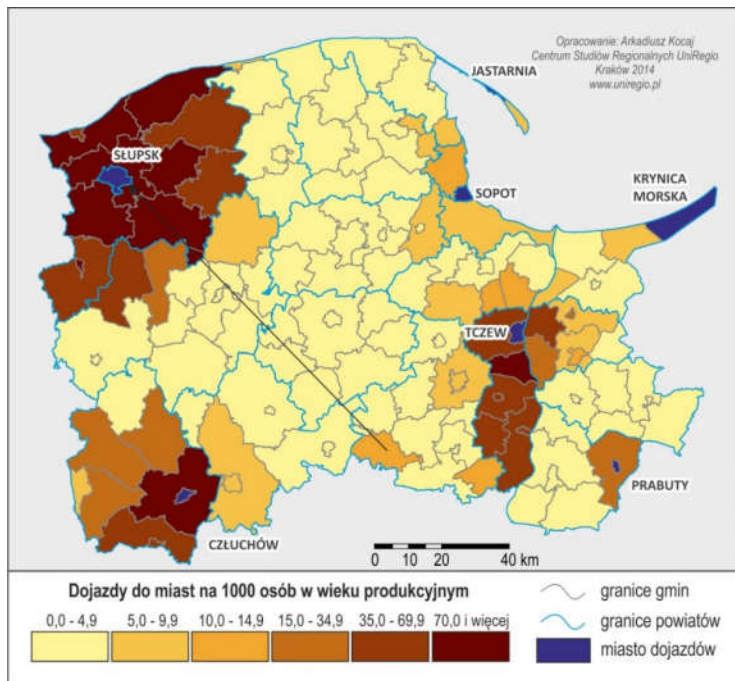 Opracowanie: Arkadiusz Kocaj
Centrum Studiów Regionalnych UniRegio
Kraków 2014
www.uniregio.pl
JASTARNIA
SŁUPSK
SOPOT
KRYNICA
MORSKA
TCZEW
PRABUTY
CZŁUCHÓW
0 10 20 40 km
Dojazdy do miast na 1000 osób w wieku produkcyjnym
0,0 - 4,9 5,0 - 9,9 10,0 - 14,9 15,0 - 34,9 35,0 - 69,9 70,0 i więcej
granice gmin
granice powiatów
miasto dojazdów